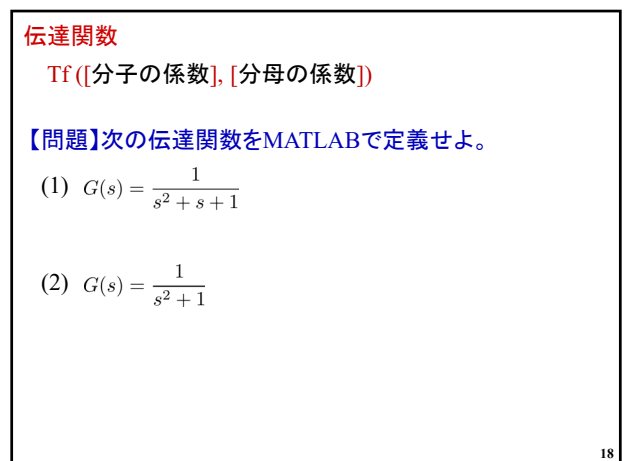 伝達関数
Tf ([分子の係数], [分母の係数])
【問題】次の伝達関数をMATLABで定義せよ。
(1) G(s) = \frac{1}{s^2 + s + 1}
(2) G(s) = \frac{1}{s^2 + 1}
18